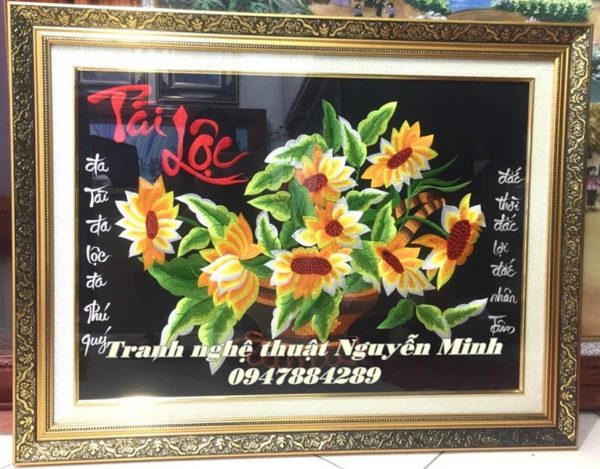 Tài Lộc
đa
Tài
đa
lộc
đa
Phú
quý
đắc
thời
đắc
lợi
đắc
nhân
Tâm
Tranh nghệ thuật Nguyễn Minh
0947884289